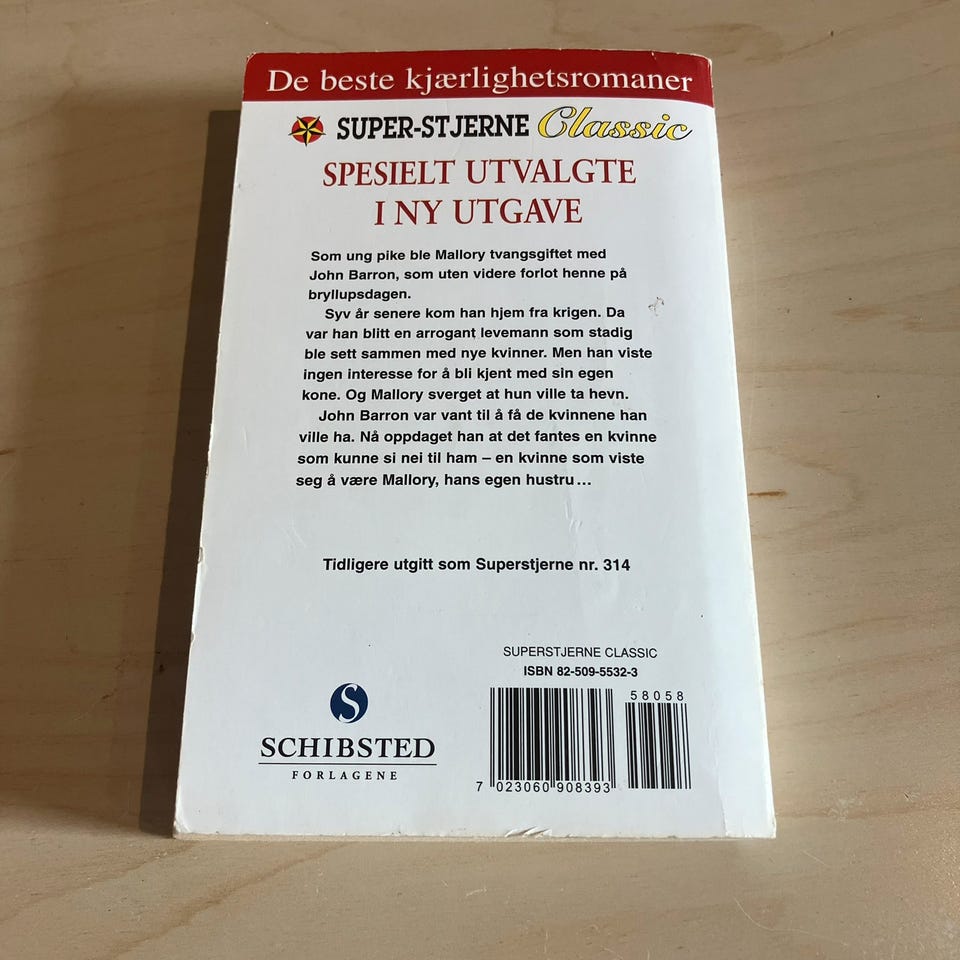 De beste kjærlighetsromaner
SUPER-STJERNE Classic
SPESIELT UTVALGTE
I NY UTGAVE
Som ung pike ble Mallory tvangsgiftet med
John Barron, som uten videre forlot henne på
bryllupsdagen.
Syv år senere kom han hjem fra krigen. Da
var han blitt en arrogant levemann som stadig
ble sett sammen med nye kvinner. Men han viste
ingen interesse for å bli kjent med sin egen
kone. Og Mallory sverget at hun ville ta hevn.
John Barron var vant til å få de kvinnene han
ville ha. Nå oppdaget han at det fantes en kvinne
som kunne si nei til ham – en kvinne som viste
seg å være Mallory, hans egen hustru...
Tidligere utgitt som Superstjerne nr. 314
SUPERSTJERNE CLASSIC
ISBN 82-509-5532-3
58058
7 023060 908393
S
SCHIBSTED
FORLAGENE